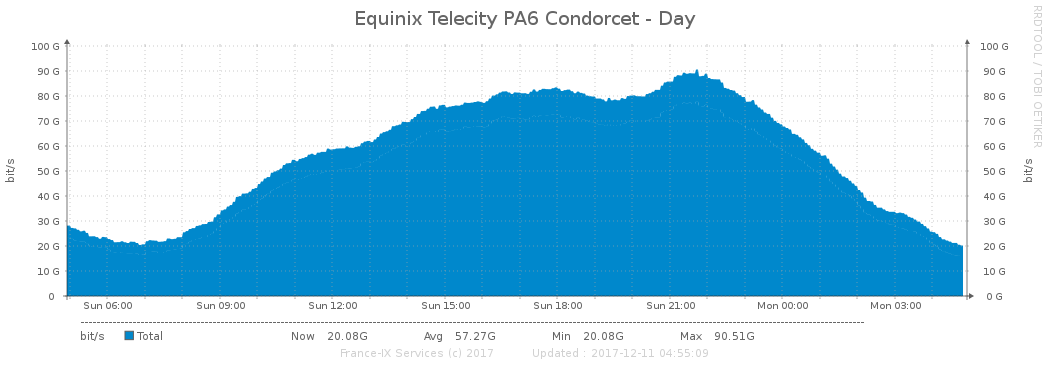 Equinix Telecity PA6 Condorcet - Day
RRDTOOL / TOBI OETIKER
100 G 100 G
90 G 90 G
80 G 80 G
70 G 70 G
60 G 60 G
50 G 50 G
40 G 40 G
30 G 30 G
20 G 20 G
10 G 10 G
0 0 G
bit/s bit/s
Sun 06:00 Sun 09:00 Sun 12:00 Sun 15:00 Sun 18:00 Sun 21:00 Mon 00:00 Mon 03:00
bit/s Total Now 20.08G Avg 57.27G Min 20.08G Max 90.51G
France-IX Services (c) 2017 Updated : 2017-12-11 04:55:09